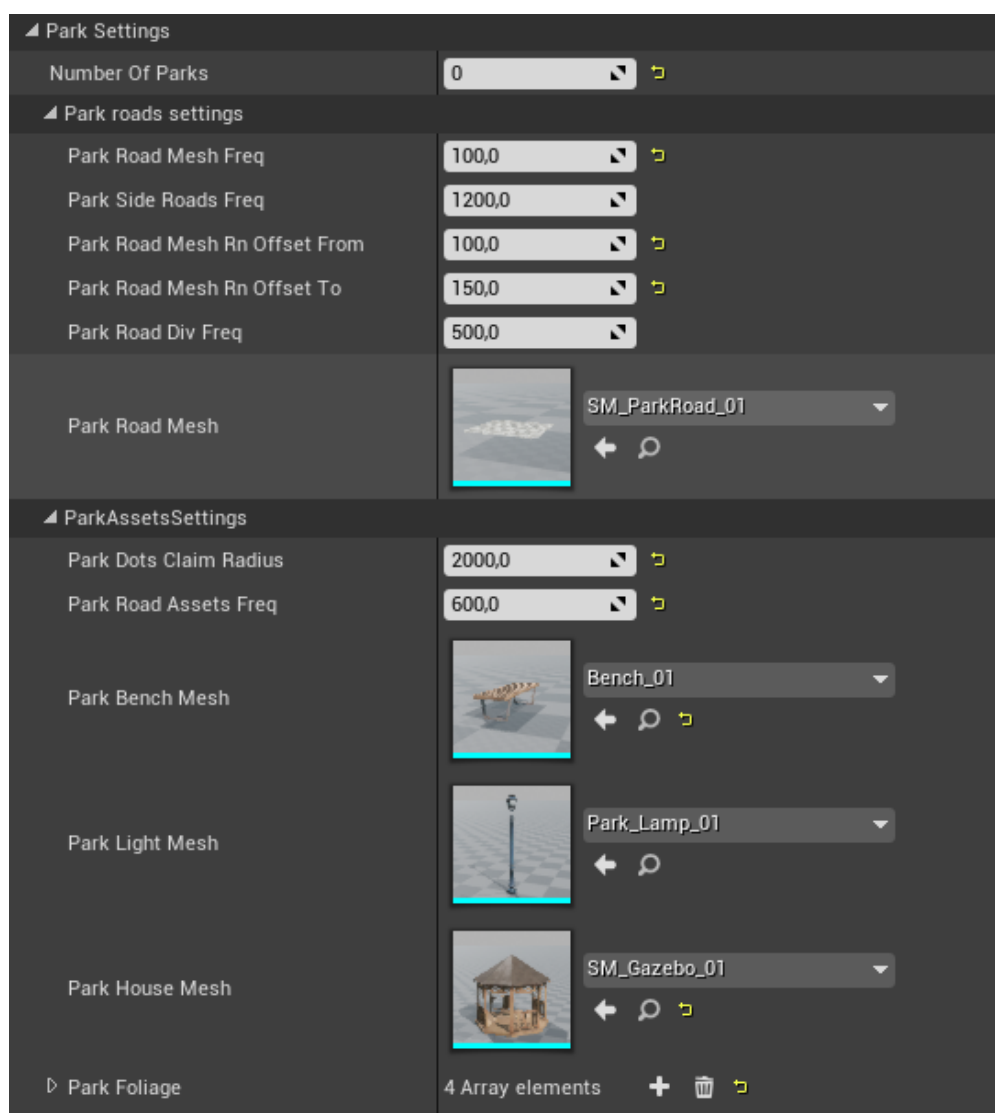 Park Settings
Number Of Parks 0
Park roads settings
Park Road Mesh Freq 100,0
Park Side Roads Freq 1200,0
Park Road Mesh Rn Offset From 100,0
Park Road Mesh Rn Offset To 150,0
Park Road Div Freq 500,0
Park Road Mesh SM_ParkRoad_01
ParkAssetsSettings
Park Dots Claim Radius 2000,0
Park Road Assets Freq 600,0
Park Bench Mesh Bench_01
Park Light Mesh Park_Lamp_01
Park House Mesh SM_Gazebo_01
Park Foliage 4 Array elements